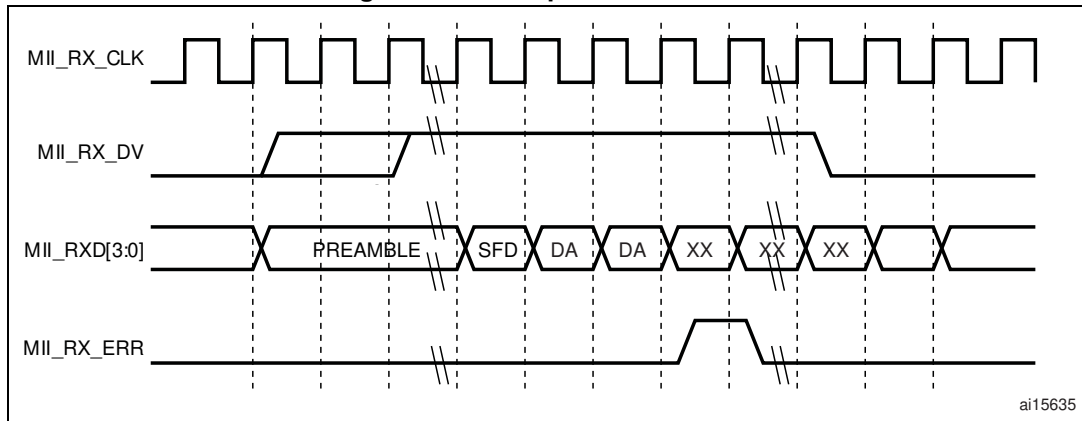 MII_RX_CLK
MII_RX_DV
MII_RXD[3:0] PREAMBLE SFD DA DA XX XX XX
MII_RX_ERR
ai15635